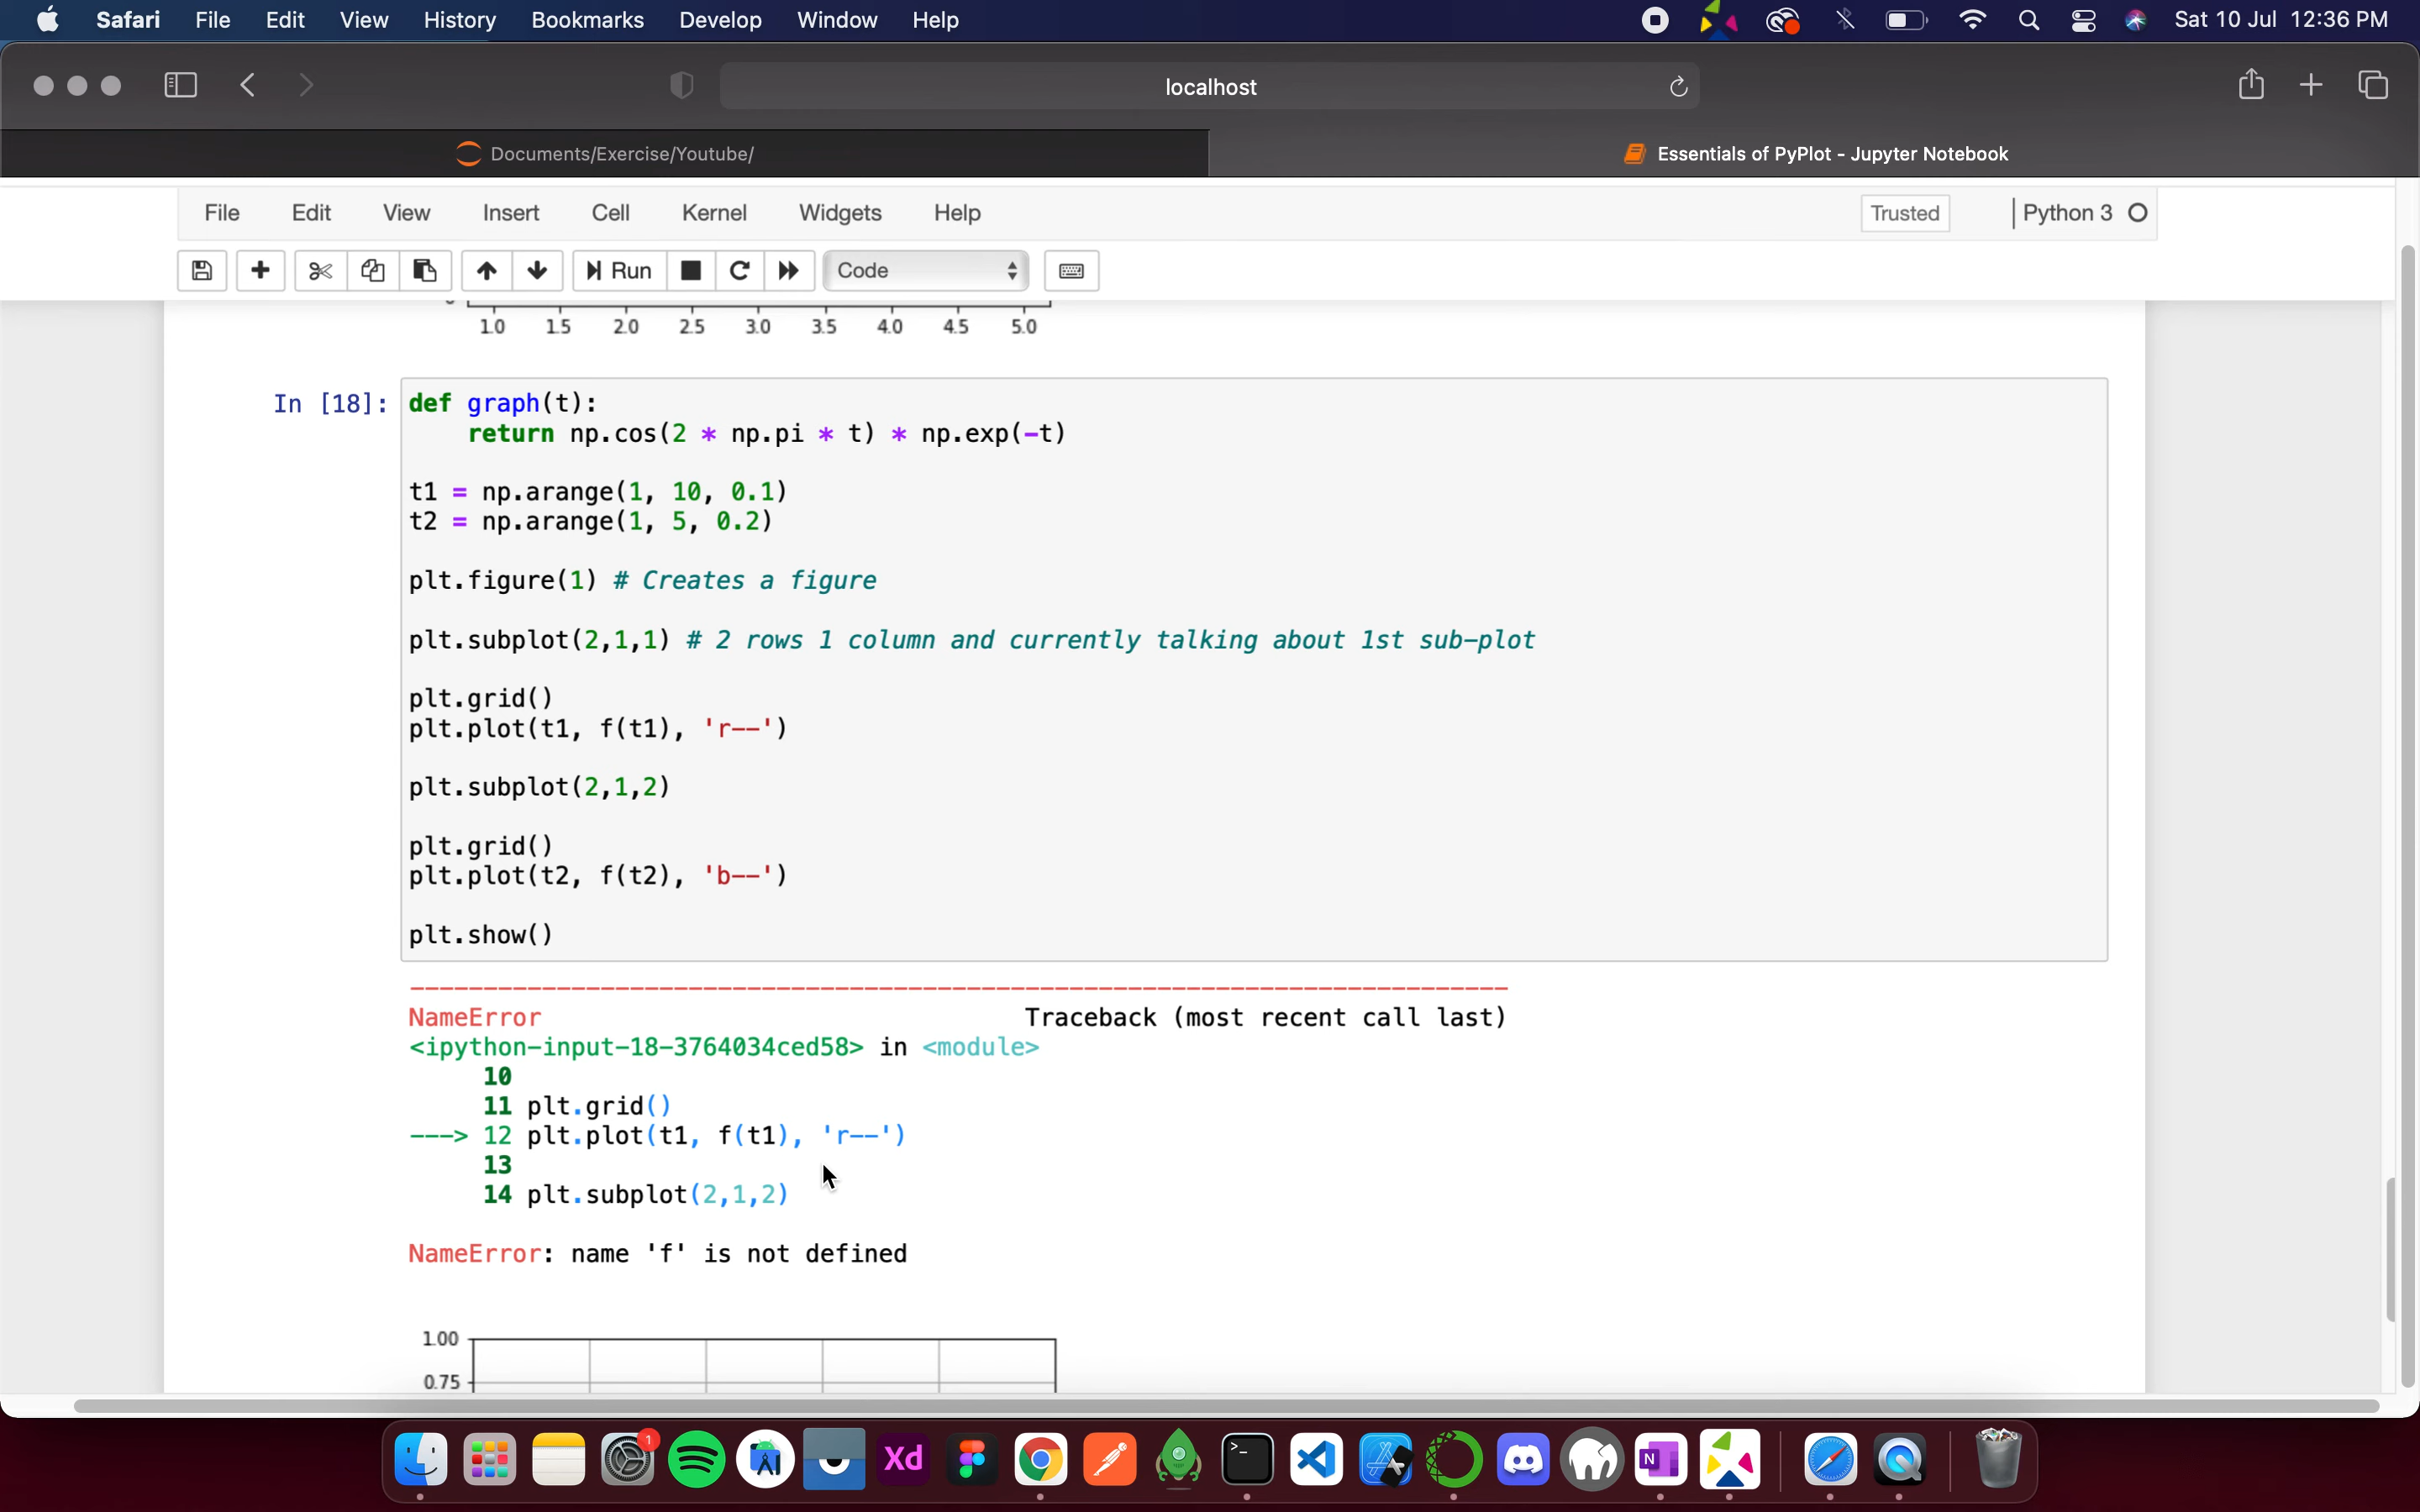 Safari File Edit View History Bookmarks Develop Window Help Sat 10 Jul 12:36 PM
localhost
Documents/Exercise/Youtube/ Essentials of PyPlot - Jupyter Notebook
File Edit View Insert Cell Kernel Widgets Help Trusted Python 3
Run Code
1.0 1.5 2.0 2.5 3.0 3.5 4.0 4.5 5.0
In [18]: def graph(t):
return np.cos(2 * np.pi * t) * np.exp(-t)
t1 = np.arange(1, 10, 0.1)
t2 = np.arange(1, 5, 0.2)
plt.figure(1) # Creates a figure
plt.subplot(2,1,1) # 2 rows 1 column and currently talking about 1st sub-plot
plt.grid()
plt.plot(t1, f(t1), 'r--')
plt.subplot(2,1,2)
plt.grid()
plt.plot(t2, f(t2), 'b--')
plt.show()
---------------------------------------------------------------------------
NameError Traceback (most recent call last)
<ipython-input-18-3764034ced58> in <module>
10
11 plt.grid()
---> 12 plt.plot(t1, f(t1), 'r--')
13
14 plt.subplot(2,1,2)
NameError: name 'f' is not defined
1.00
0.75
1
Xd
>_
N